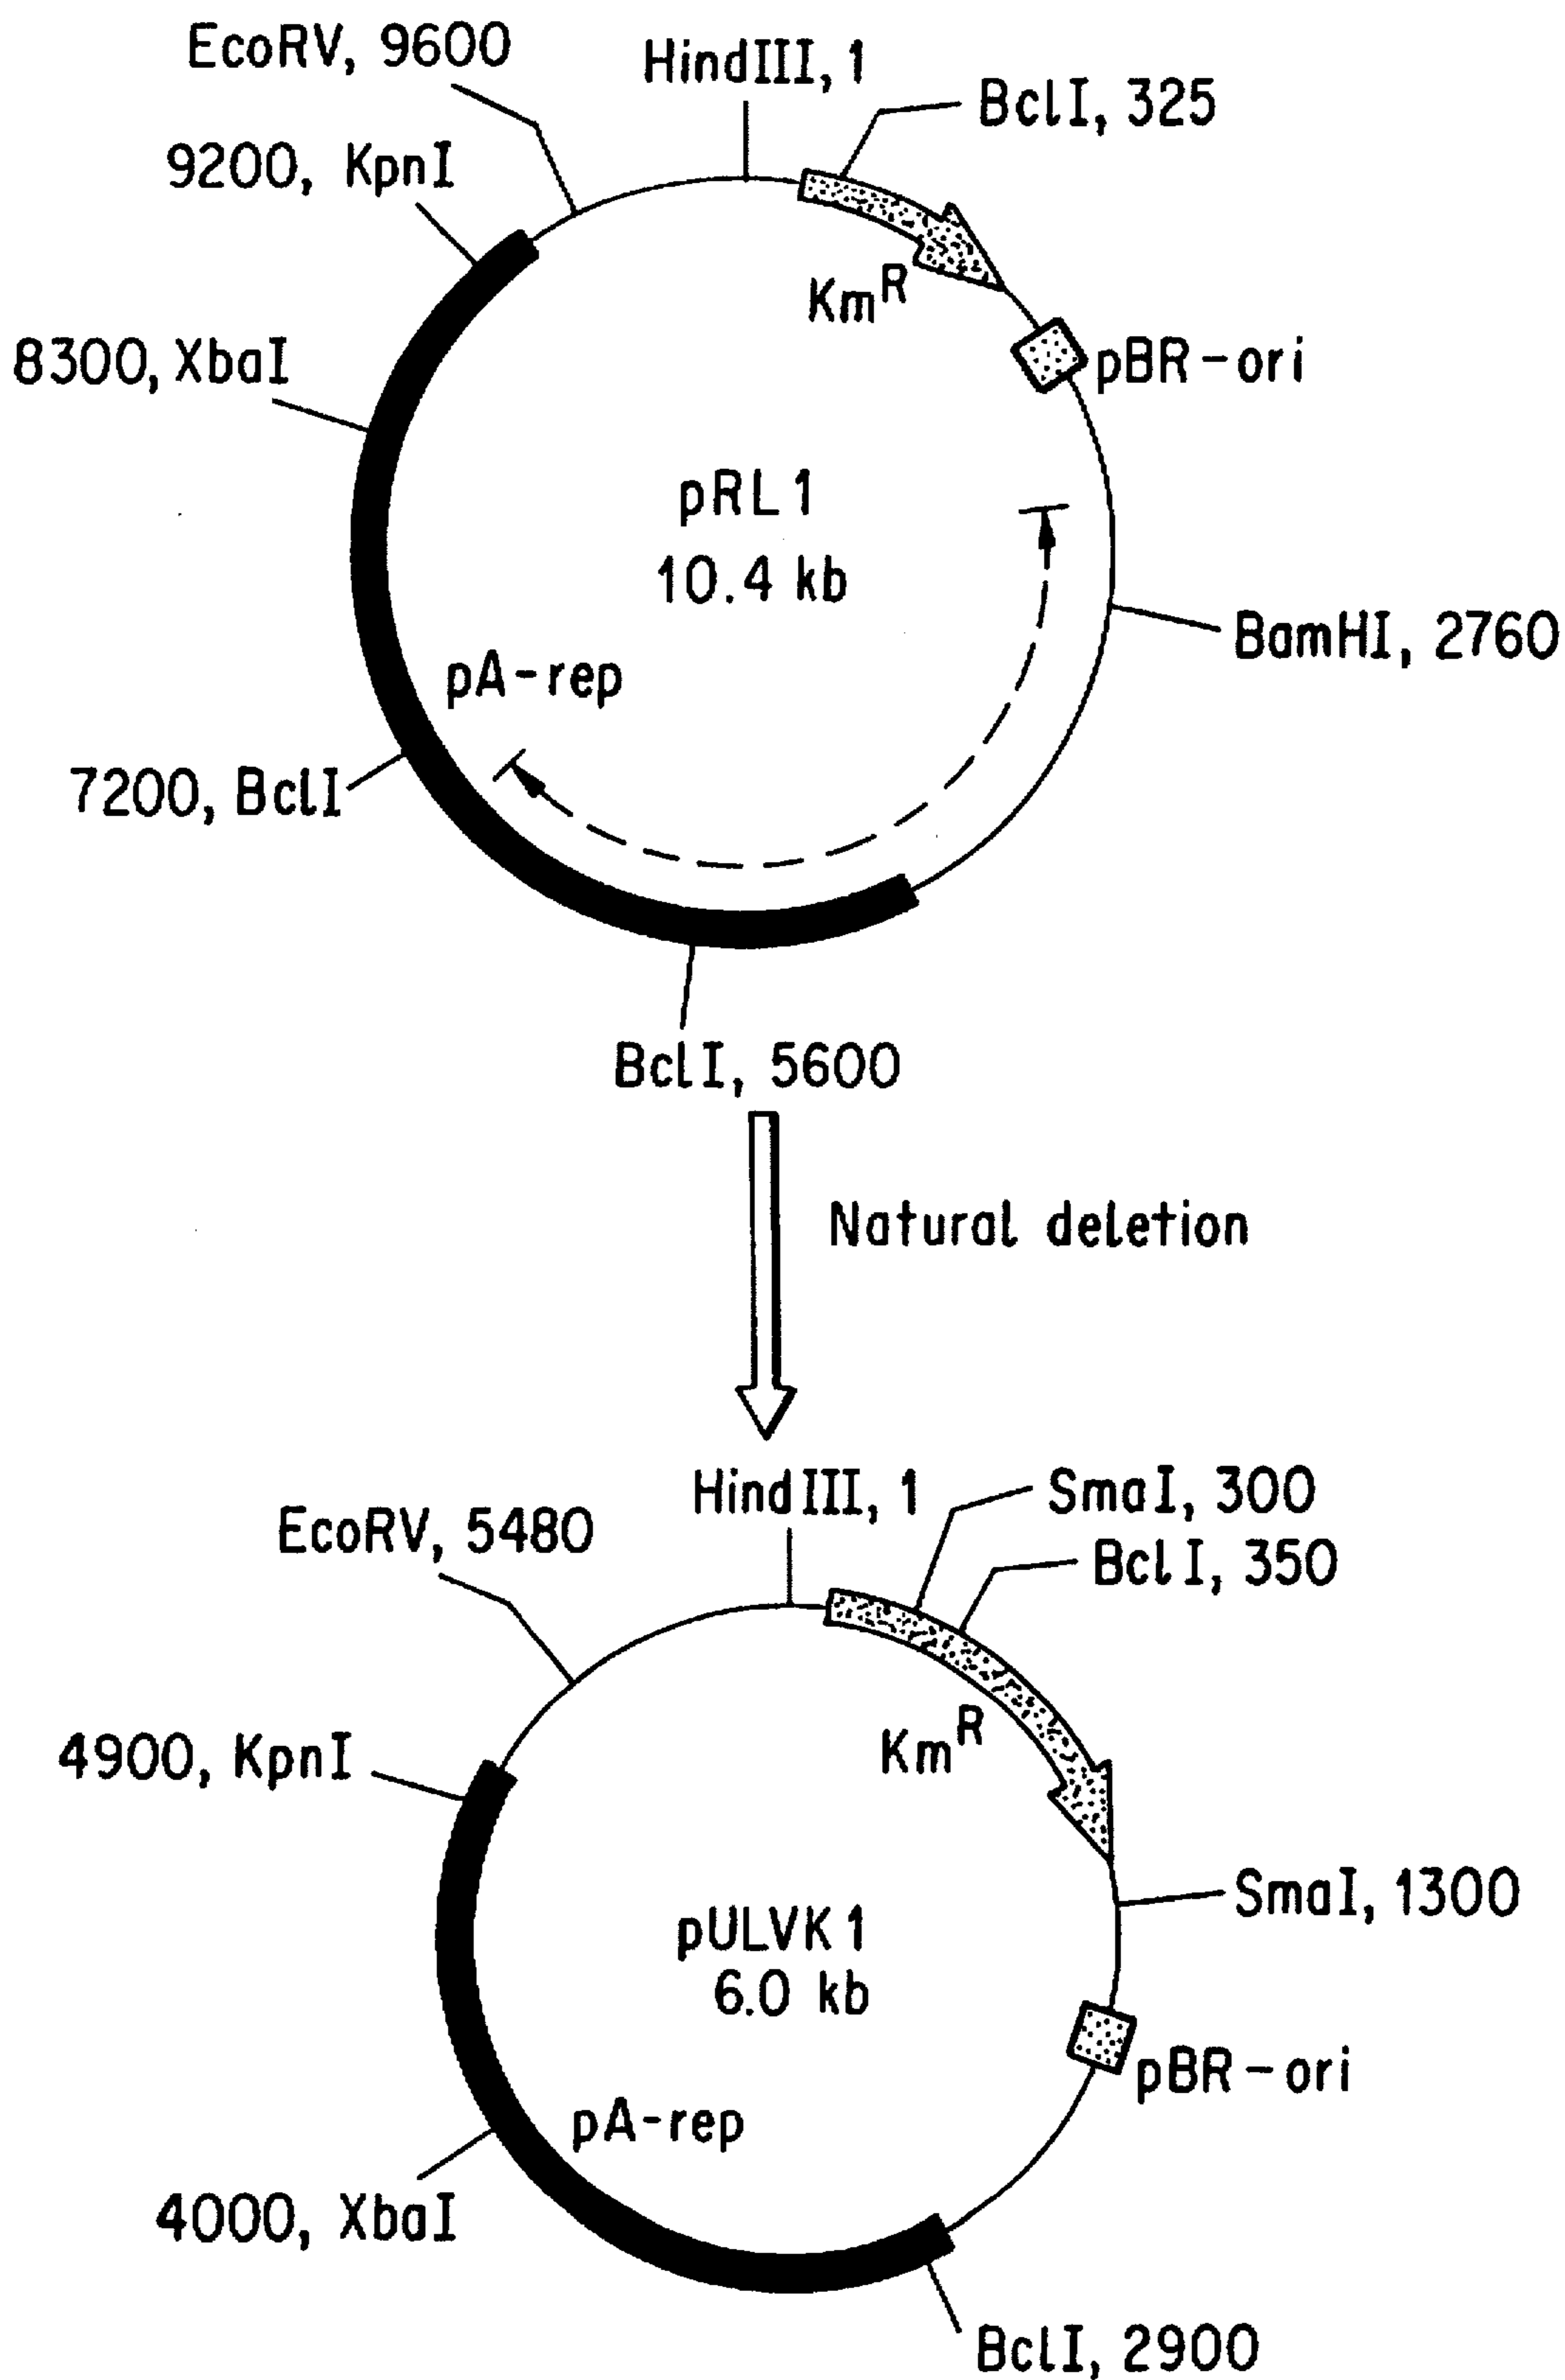 EcoRV, 9600
HindIII, 1
BclI, 325
9200, KpnI
Km^R
8300, XbaI
pBR-ori
pRL1
10.4 kb
BamHI, 2760
pA-rep
7200, BclI
BclI, 5600
Natural deletion
HindIII, 1
SmaI, 300
EcoRV, 5480
BclI, 350
Km^R
4900, KpnI
SmaI, 1300
pULVK1
6.0 kb
pBR-ori
pA-rep
4000, XbaI
BclI, 2900